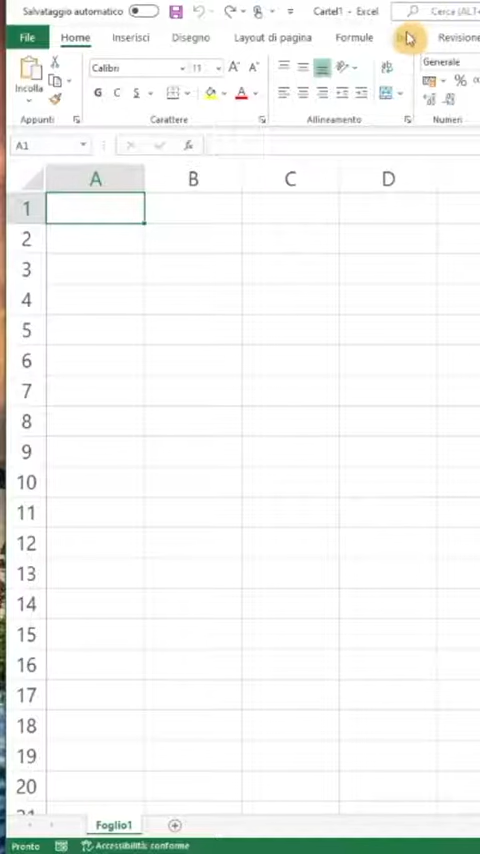 Salvataggio automatico Cartel1 - Excel Cerca (ALT+
File Home Inserisci Disegno Layout di pagina Formule Revisione
Incolla Calibri 11 Generale
G C S A %
Appunti Carattere Allineamento Numeri
A1 fx
A B C D
1
2
3
4
5
6
7
8
9
10
11
12
13
14
15
16
17
18
19
20
Foglio1
Pronto Accessibilità: conforme